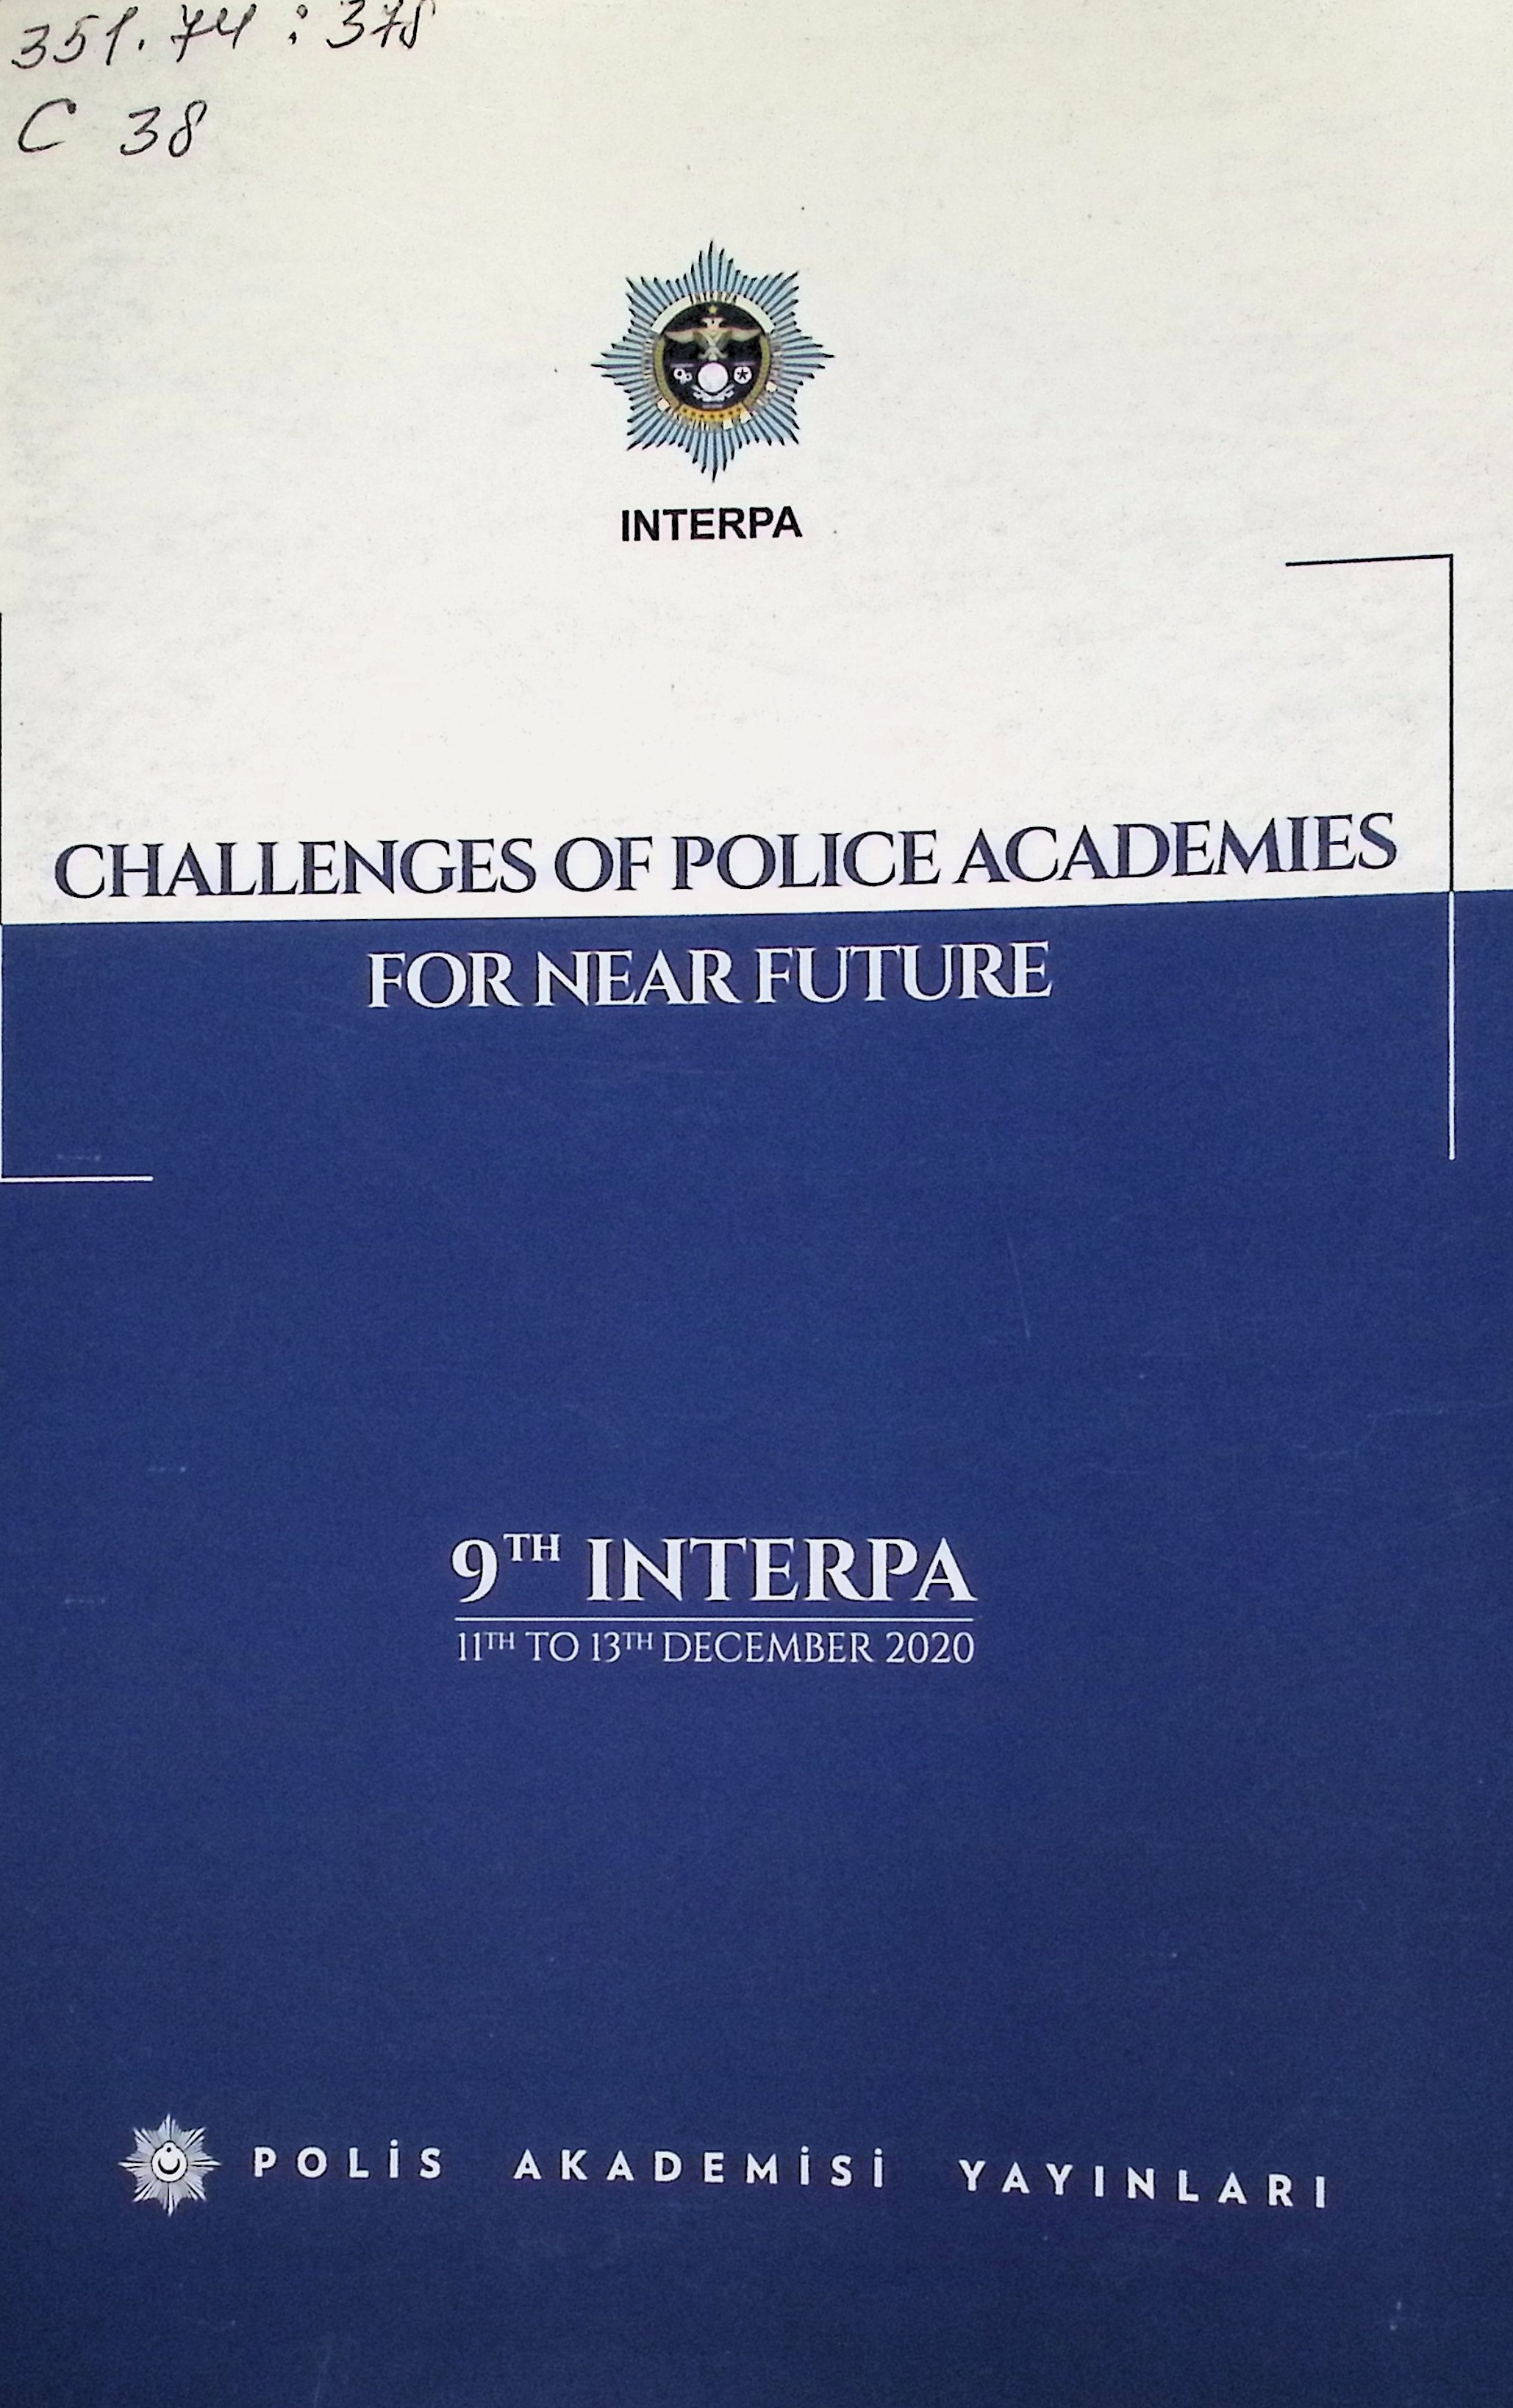 351.74 : 378
C 38
INTERPA
CHALLENGES OF POLICE ACADEMIES
FOR NEAR FUTURE
9TH INTERPA
11TH TO 13TH DECEMBER 2020
POLİS AKADEMİSİ YAYINLARI